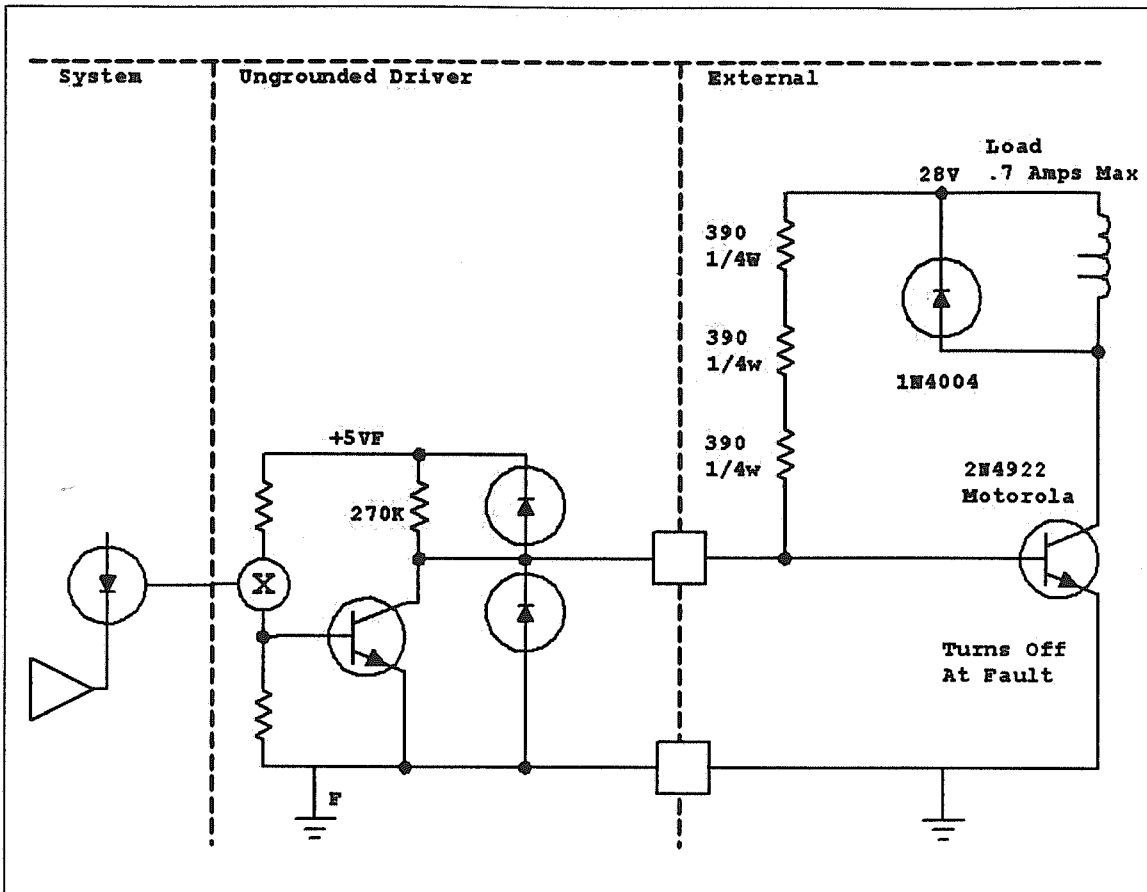 System
Ungrounded Driver
External
Load
28V .7 Amps Max
390
1/4W
390
1/4w
1N4004
390
1/4w
+5VF
270K
2N4922
Motorola
X
Turns Off
At Fault
F